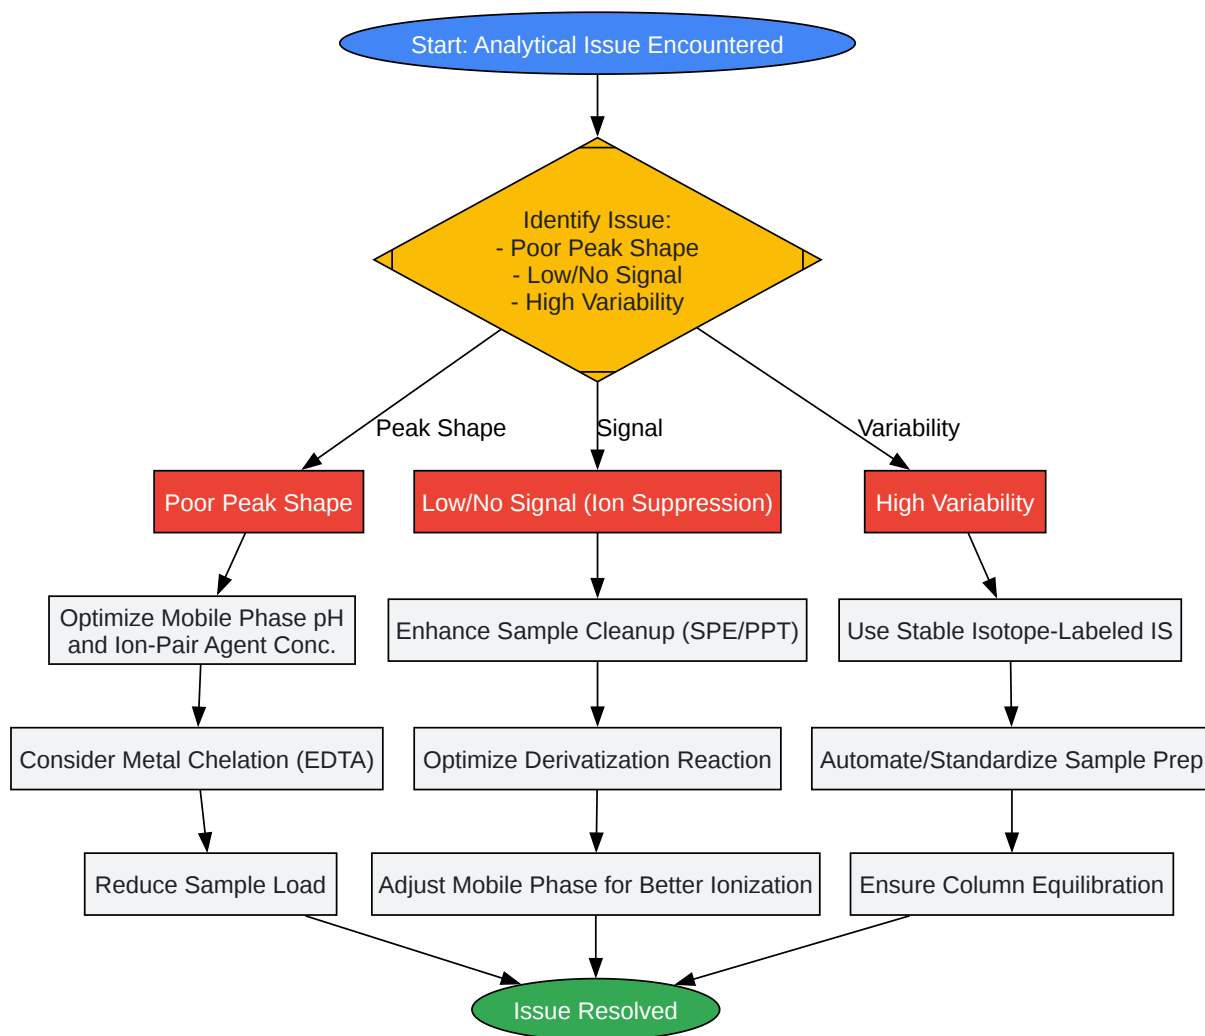 Start: Analytical Issue Encountered
Identify Issue:
- Poor Peak Shape
- Low/No Signal
- High Variability
Peak Shape
Signal
Variability
Poor Peak Shape
Low/No Signal (Ion Suppression)
High Variability
Optimize Mobile Phase pH
and Ion-Pair Agent Conc.
Enhance Sample Cleanup (SPE/PPT)
Use Stable Isotope-Labeled IS
Consider Metal Chelation (EDTA)
Optimize Derivatization Reaction
Automate/Standardize Sample Prep
Reduce Sample Load
Adjust Mobile Phase for Better Ionization
Ensure Column Equilibration
Issue Resolved